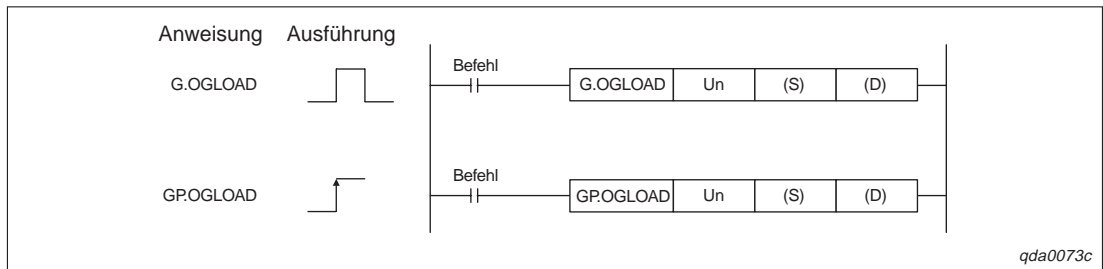 Anweisung Ausführung
Befehl
G.OGLOAD G.OGLOAD Un (S) (D)
Befehl
GP.OGLOAD GP.OGLOAD Un (S) (D)
qda0073c